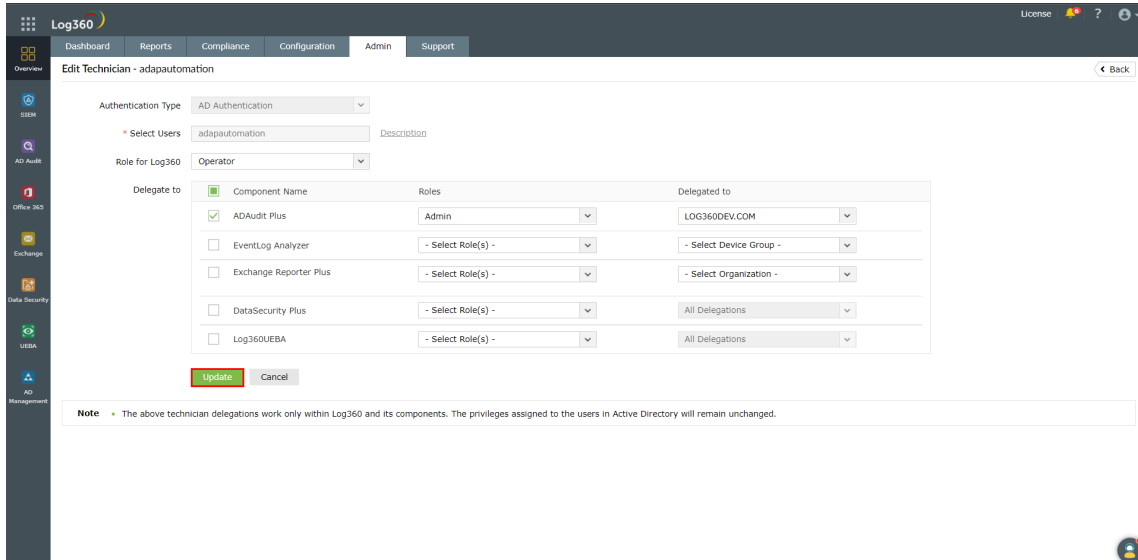 License 6 ?
Log360
Dashboard Reports Compliance Configuration Admin Support
Overview
Edit Technician - adapautomation
Back
SIEM
AD Audit
Office 365
Exchange
Data Security
UEBA
AD
Management
Authentication Type AD Authentication
* Select Users adapautomation Description
Role for Log360 Operator
Delegate to Component Name Roles Delegated to
ADAudit Plus Admin LOG360DEV.COM
EventLog Analyzer - Select Role(s) - - Select Device Group -
Exchange Reporter Plus - Select Role(s) - - Select Organization -
DataSecurity Plus - Select Role(s) - All Delegations
Log360UEBA - Select Role(s) - All Delegations
Update Cancel
Note • The above technician delegations work only within Log360 and its components. The privileges assigned to the users in Active Directory will remain unchanged.